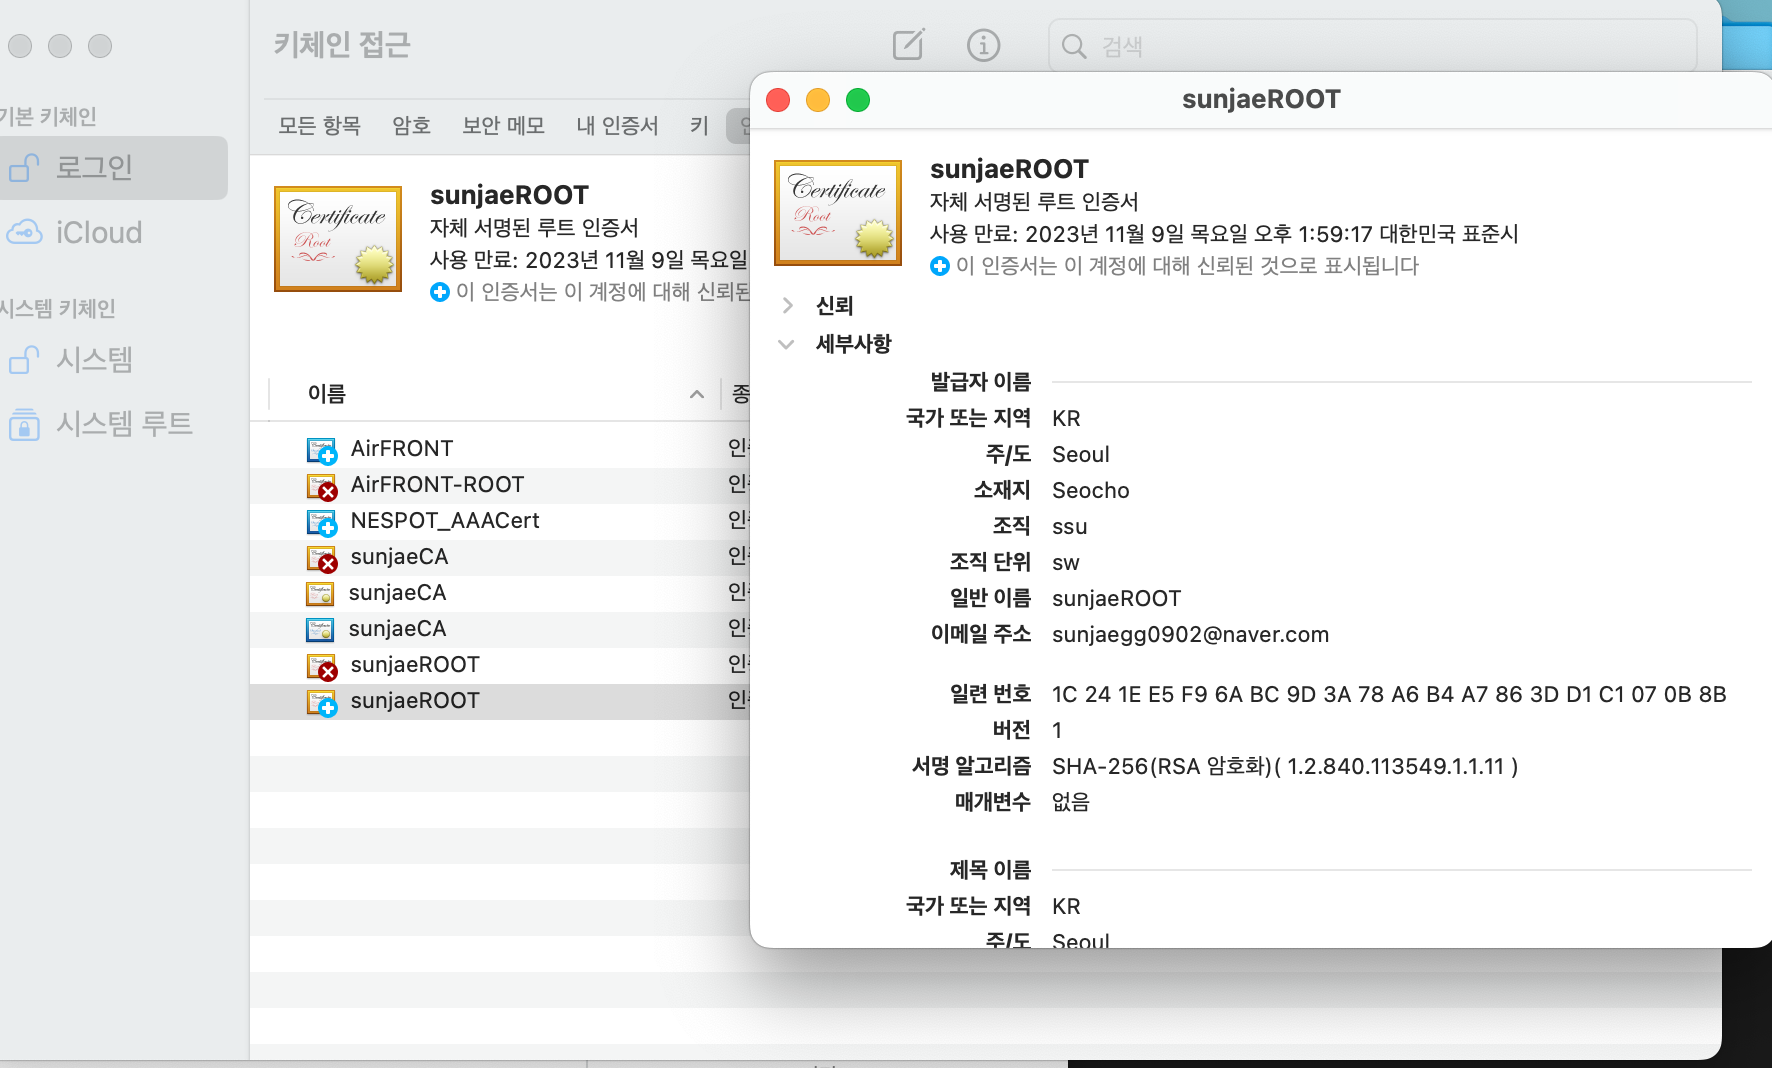 키체인 접근
검색
기본 키체인
로그인
iCloud
시스템 키체인
시스템
시스템 루트
모든 항목 암호 보안 메모 내 인증서 키
Certificate
Root
sunjaeROOT
자체 서명된 루트 인증서
사용 만료: 2023년 11월 9일 목요일
이 인증서는 이 계정에 대해 신뢰된
이름 종
AirFRONT
AirFRONT-ROOT
NESPOT_AAACert
sunjaeCA
sunjaeCA
sunjaeCA
sunjaeROOT
sunjaeROOT
sunjaeROOT
Certificate
Root
sunjaeROOT
자체 서명된 루트 인증서
사용 만료: 2023년 11월 9일 목요일 오후 1:59:17 대한민국 표준시
이 인증서는 이 계정에 대해 신뢰된 것으로 표시됩니다
신뢰
세부사항
발급자 이름
국가 또는 지역 KR
주/도 Seoul
소재지 Seocho
조직 ssu
조직 단위 sw
일반 이름 sunjaeROOT
이메일 주소 sunjaegg0902@naver.com
일련 번호 1C 24 1E E5 F9 6A BC 9D 3A 78 A6 B4 A7 86 3D D1 C1 07 0B 8B
버전 1
서명 알고리즘 SHA-256(RSA 암호화)( 1.2.840.113549.1.1.11 )
매개변수 없음
제목 이름
국가 또는 지역 KR
주/도 Seoul